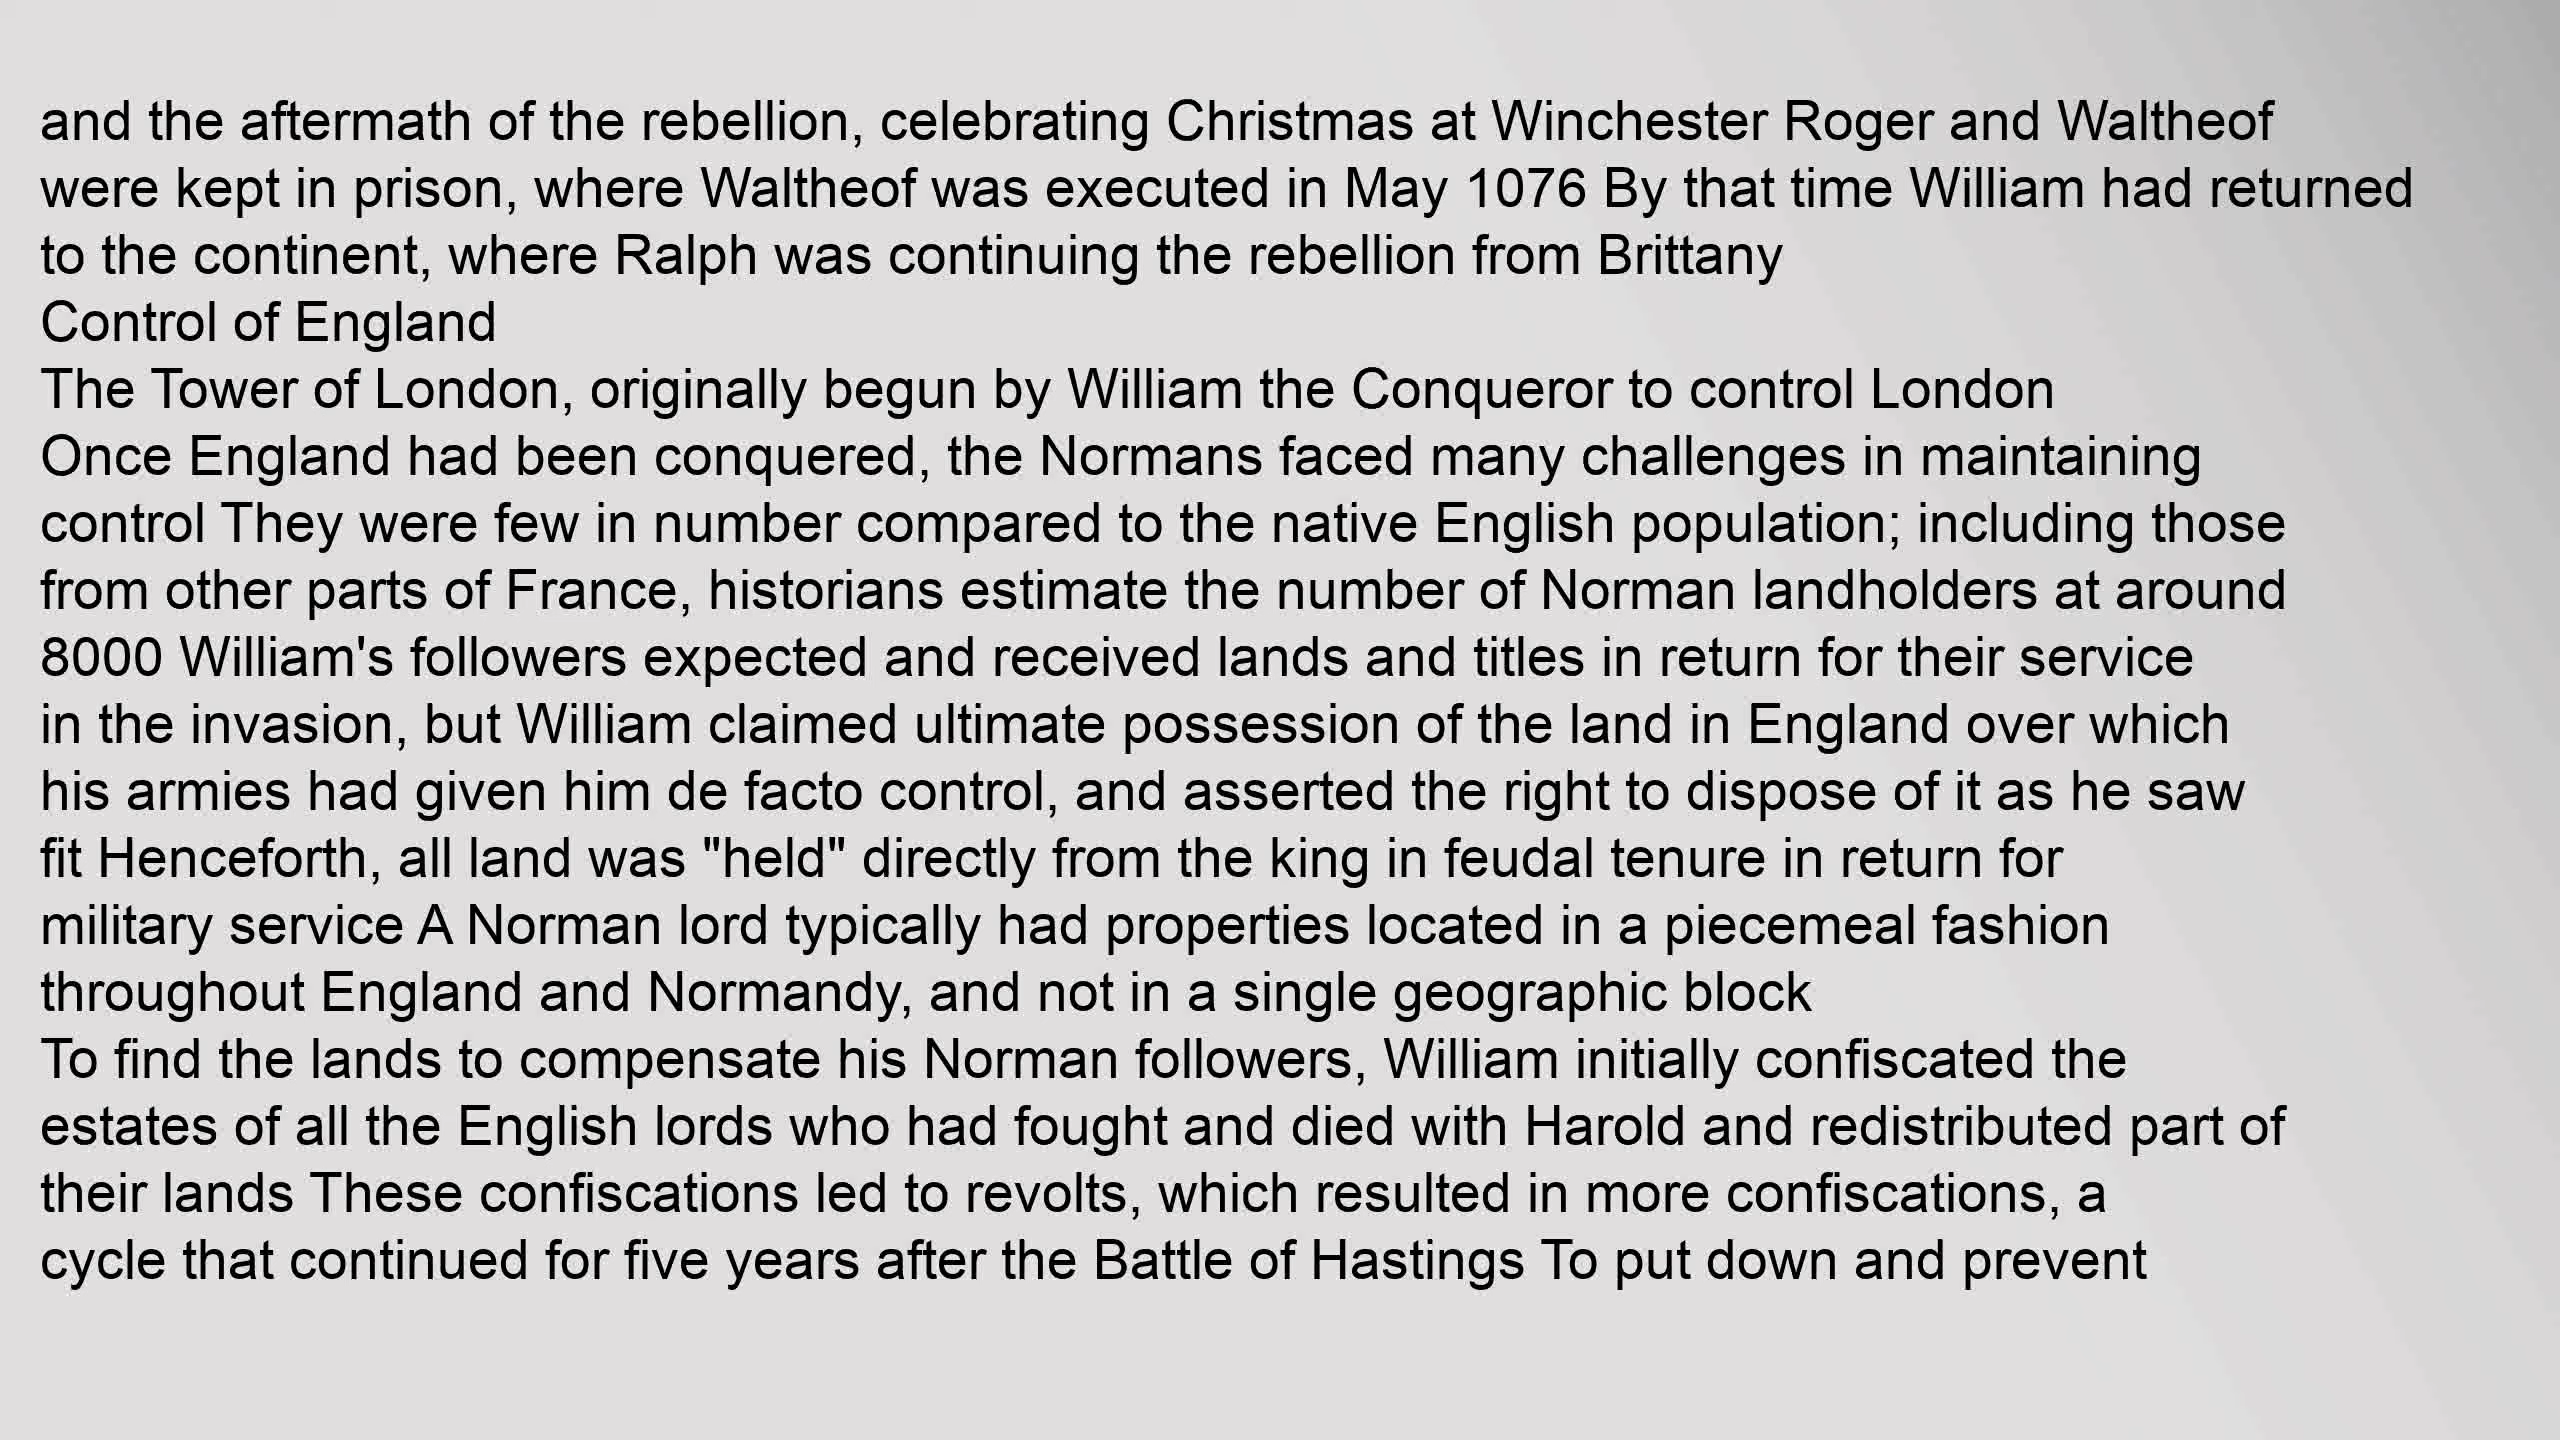 and the aftermath of the rebellion, celebrating Christmas at Winchester Roger and Waltheof
were kept in prison, where Waltheof was executed in May 1076 By that time William had returned
to the continent, where Ralph was continuing the rebellion from Brittany
Control of England
The Tower of London, originally begun by William the Conqueror to control London
Once England had been conquered, the Normans faced many challenges in maintaining
control They were few in number compared to the native English population; including those
from other parts of France, historians estimate the number of Norman landholders at around
8000 William's followers expected and received lands and titles in return for their service
in the invasion, but William claimed ultimate possession of the land in England over which
his armies had given him de facto control, and asserted the right to dispose of it as he saw
fit Henceforth, all land was "held" directly from the king in feudal tenure in return for
military service A Norman lord typically had properties located in a piecemeal fashion
throughout England and Normandy, and not in a single geographic block
To find the lands to compensate his Norman followers, William initially confiscated the
estates of all the English lords who had fought and died with Harold and redistributed part of
their lands These confiscations led to revolts, which resulted in more confiscations, a
cycle that continued for five years after the Battle of Hastings To put down and prevent